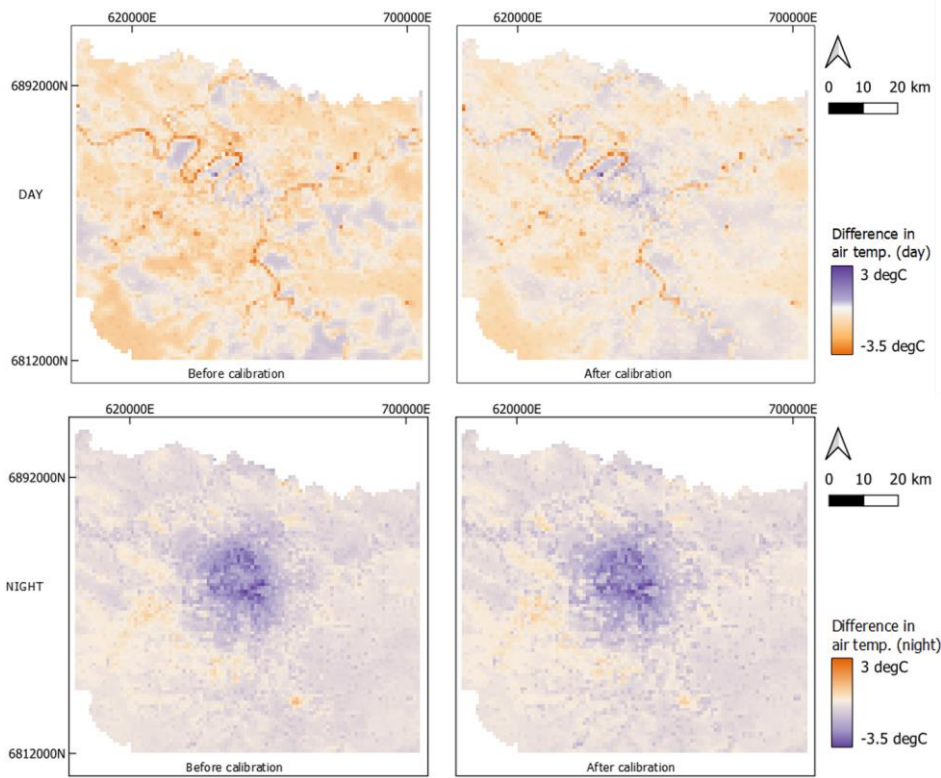 620000E 700000E 620000E 700000E
6892000N
0 10 20 km
DAY
Difference in
air temp. (day)
3 degC
-3.5 degC
6812000N
Before calibration After calibration
620000E 700000E 620000E 700000E
6892000N
0 10 20 km
NIGHT
Difference in
air temp. (night)
3 degC
-3.5 degC
6812000N
Before calibration After calibration